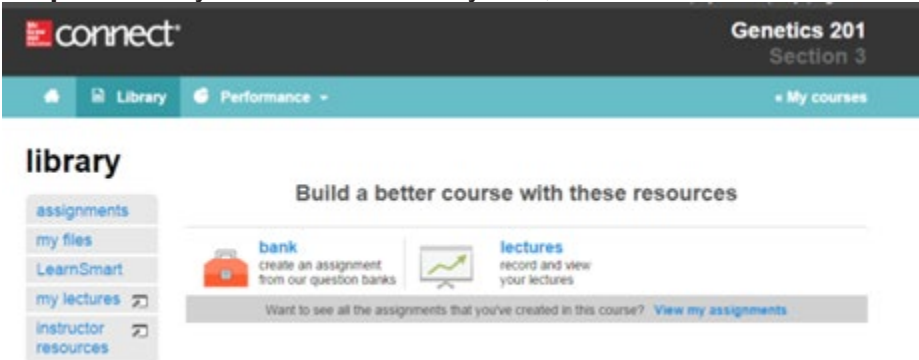 connect
Genetics 201
Section 3
Library
Performance
« My courses
library
Build a better course with these resources
assignments
my files
LearnSmart
my lectures
instructor
resources
bank
create an assignment
from our question banks
lectures
record and view
your lectures
Want to see all the assignments that you've created in this course? View my assignments